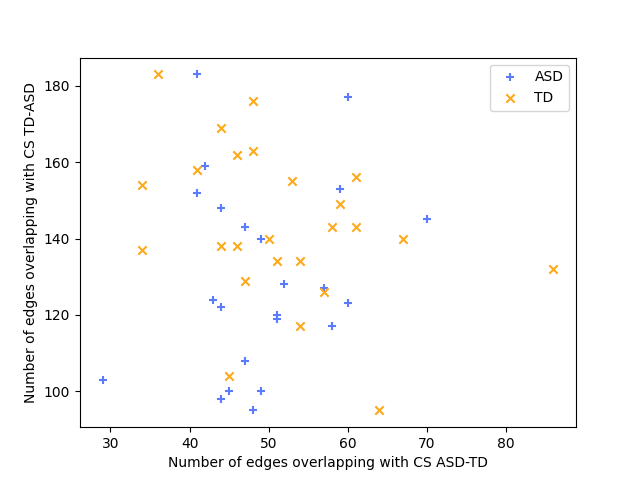 ASD
TD
180
160
140
120
100
Number of edges overlapping with CS TD-ASD
30 40 50 60 70 80
Number of edges overlapping with CS ASD-TD